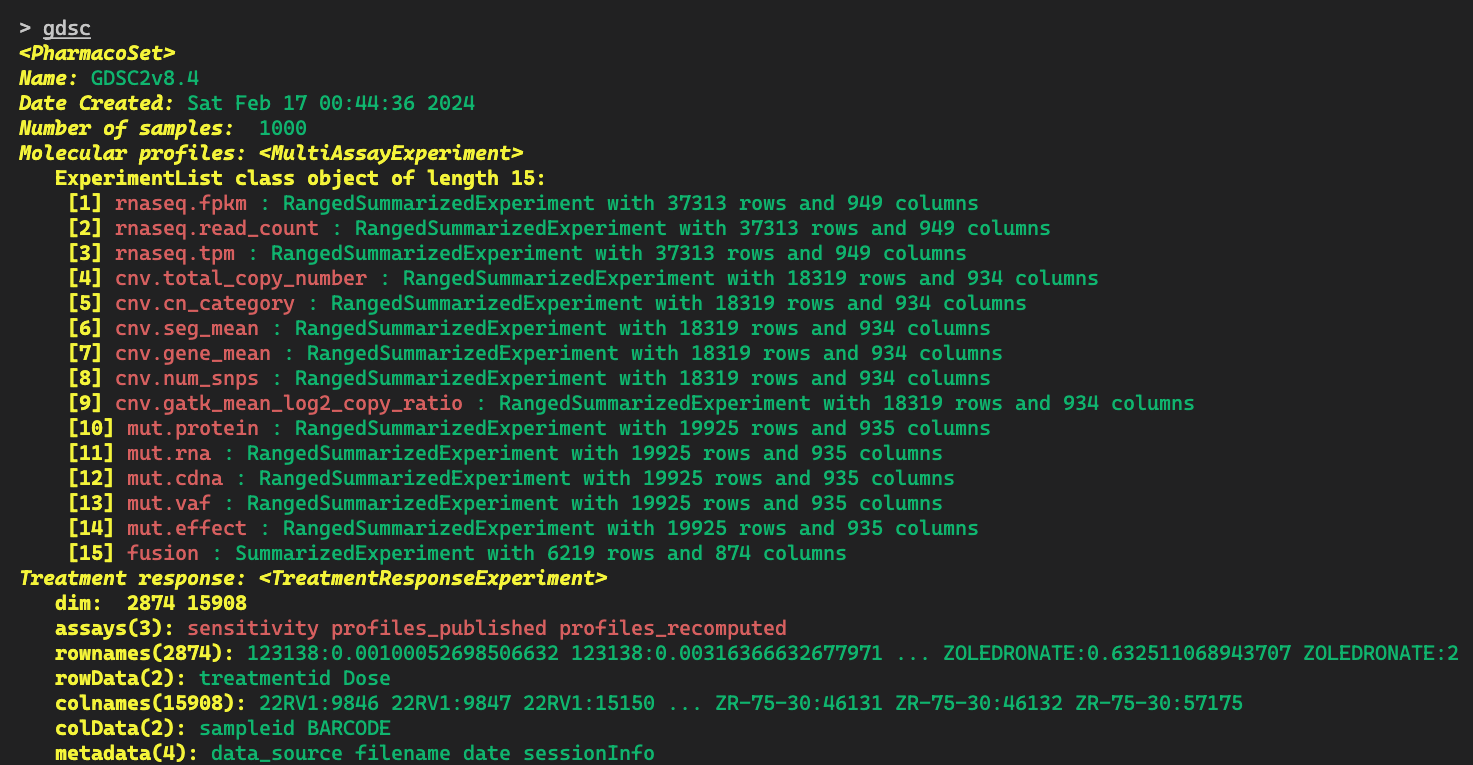 > gdsc
<PharmacoSet>
Name: GDSC2v8.4
Date Created: Sat Feb 17 00:44:36 2024
Number of samples:  1000
Molecular profiles: <MultiAssayExperiment>
   ExperimentList class object of length 15:
    [1] rnaseq.fpkm : RangedSummarizedExperiment with 37313 rows and 949 columns
    [2] rnaseq.read_count : RangedSummarizedExperiment with 37313 rows and 949 columns
    [3] rnaseq.tpm : RangedSummarizedExperiment with 37313 rows and 949 columns
    [4] cnv.total_copy_number : RangedSummarizedExperiment with 18319 rows and 934 columns
    [5] cnv.cn_category : RangedSummarizedExperiment with 18319 rows and 934 columns
    [6] cnv.seg_mean : RangedSummarizedExperiment with 18319 rows and 934 columns
    [7] cnv.gene_mean : RangedSummarizedExperiment with 18319 rows and 934 columns
    [8] cnv.num_snps : RangedSummarizedExperiment with 18319 rows and 934 columns
    [9] cnv.gatk_mean_log2_copy_ratio : RangedSummarizedExperiment with 18319 rows and 934 columns
    [10] mut.protein : RangedSummarizedExperiment with 19925 rows and 935 columns
    [11] mut.rna : RangedSummarizedExperiment with 19925 rows and 935 columns
    [12] mut.cdna : RangedSummarizedExperiment with 19925 rows and 935 columns
    [13] mut.vaf : RangedSummarizedExperiment with 19925 rows and 935 columns
    [14] mut.effect : RangedSummarizedExperiment with 19925 rows and 935 columns
    [15] fusion : SummarizedExperiment with 6219 rows and 874 columns
Treatment response: <TreatmentResponseExperiment>
   dim:  2874 15908
   assays(3): sensitivity profiles_published profiles_recomputed
   rownames(2874): 123138:0.00100052698506632 123138:0.00316366632677971 ... ZOLEDRONATE:0.632511068943707 ZOLEDRONATE:2
   rowData(2): treatmentid Dose
   colnames(15908): 22RV1:9846 22RV1:9847 22RV1:15150 ... ZR-75-30:46131 ZR-75-30:46132 ZR-75-30:57175
   colData(2): sampleid BARCODE
   metadata(4): data_source filename date sessionInfo